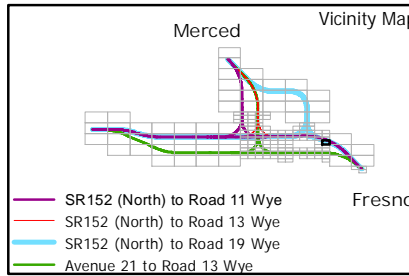 Vicinity Map
Merced
Fresno
SR152 (North) to Road 11 Wye
SR152 (North) to Road 13 Wye
SR152 (North) to Road 19 Wye
Avenue 21 to Road 13 Wye